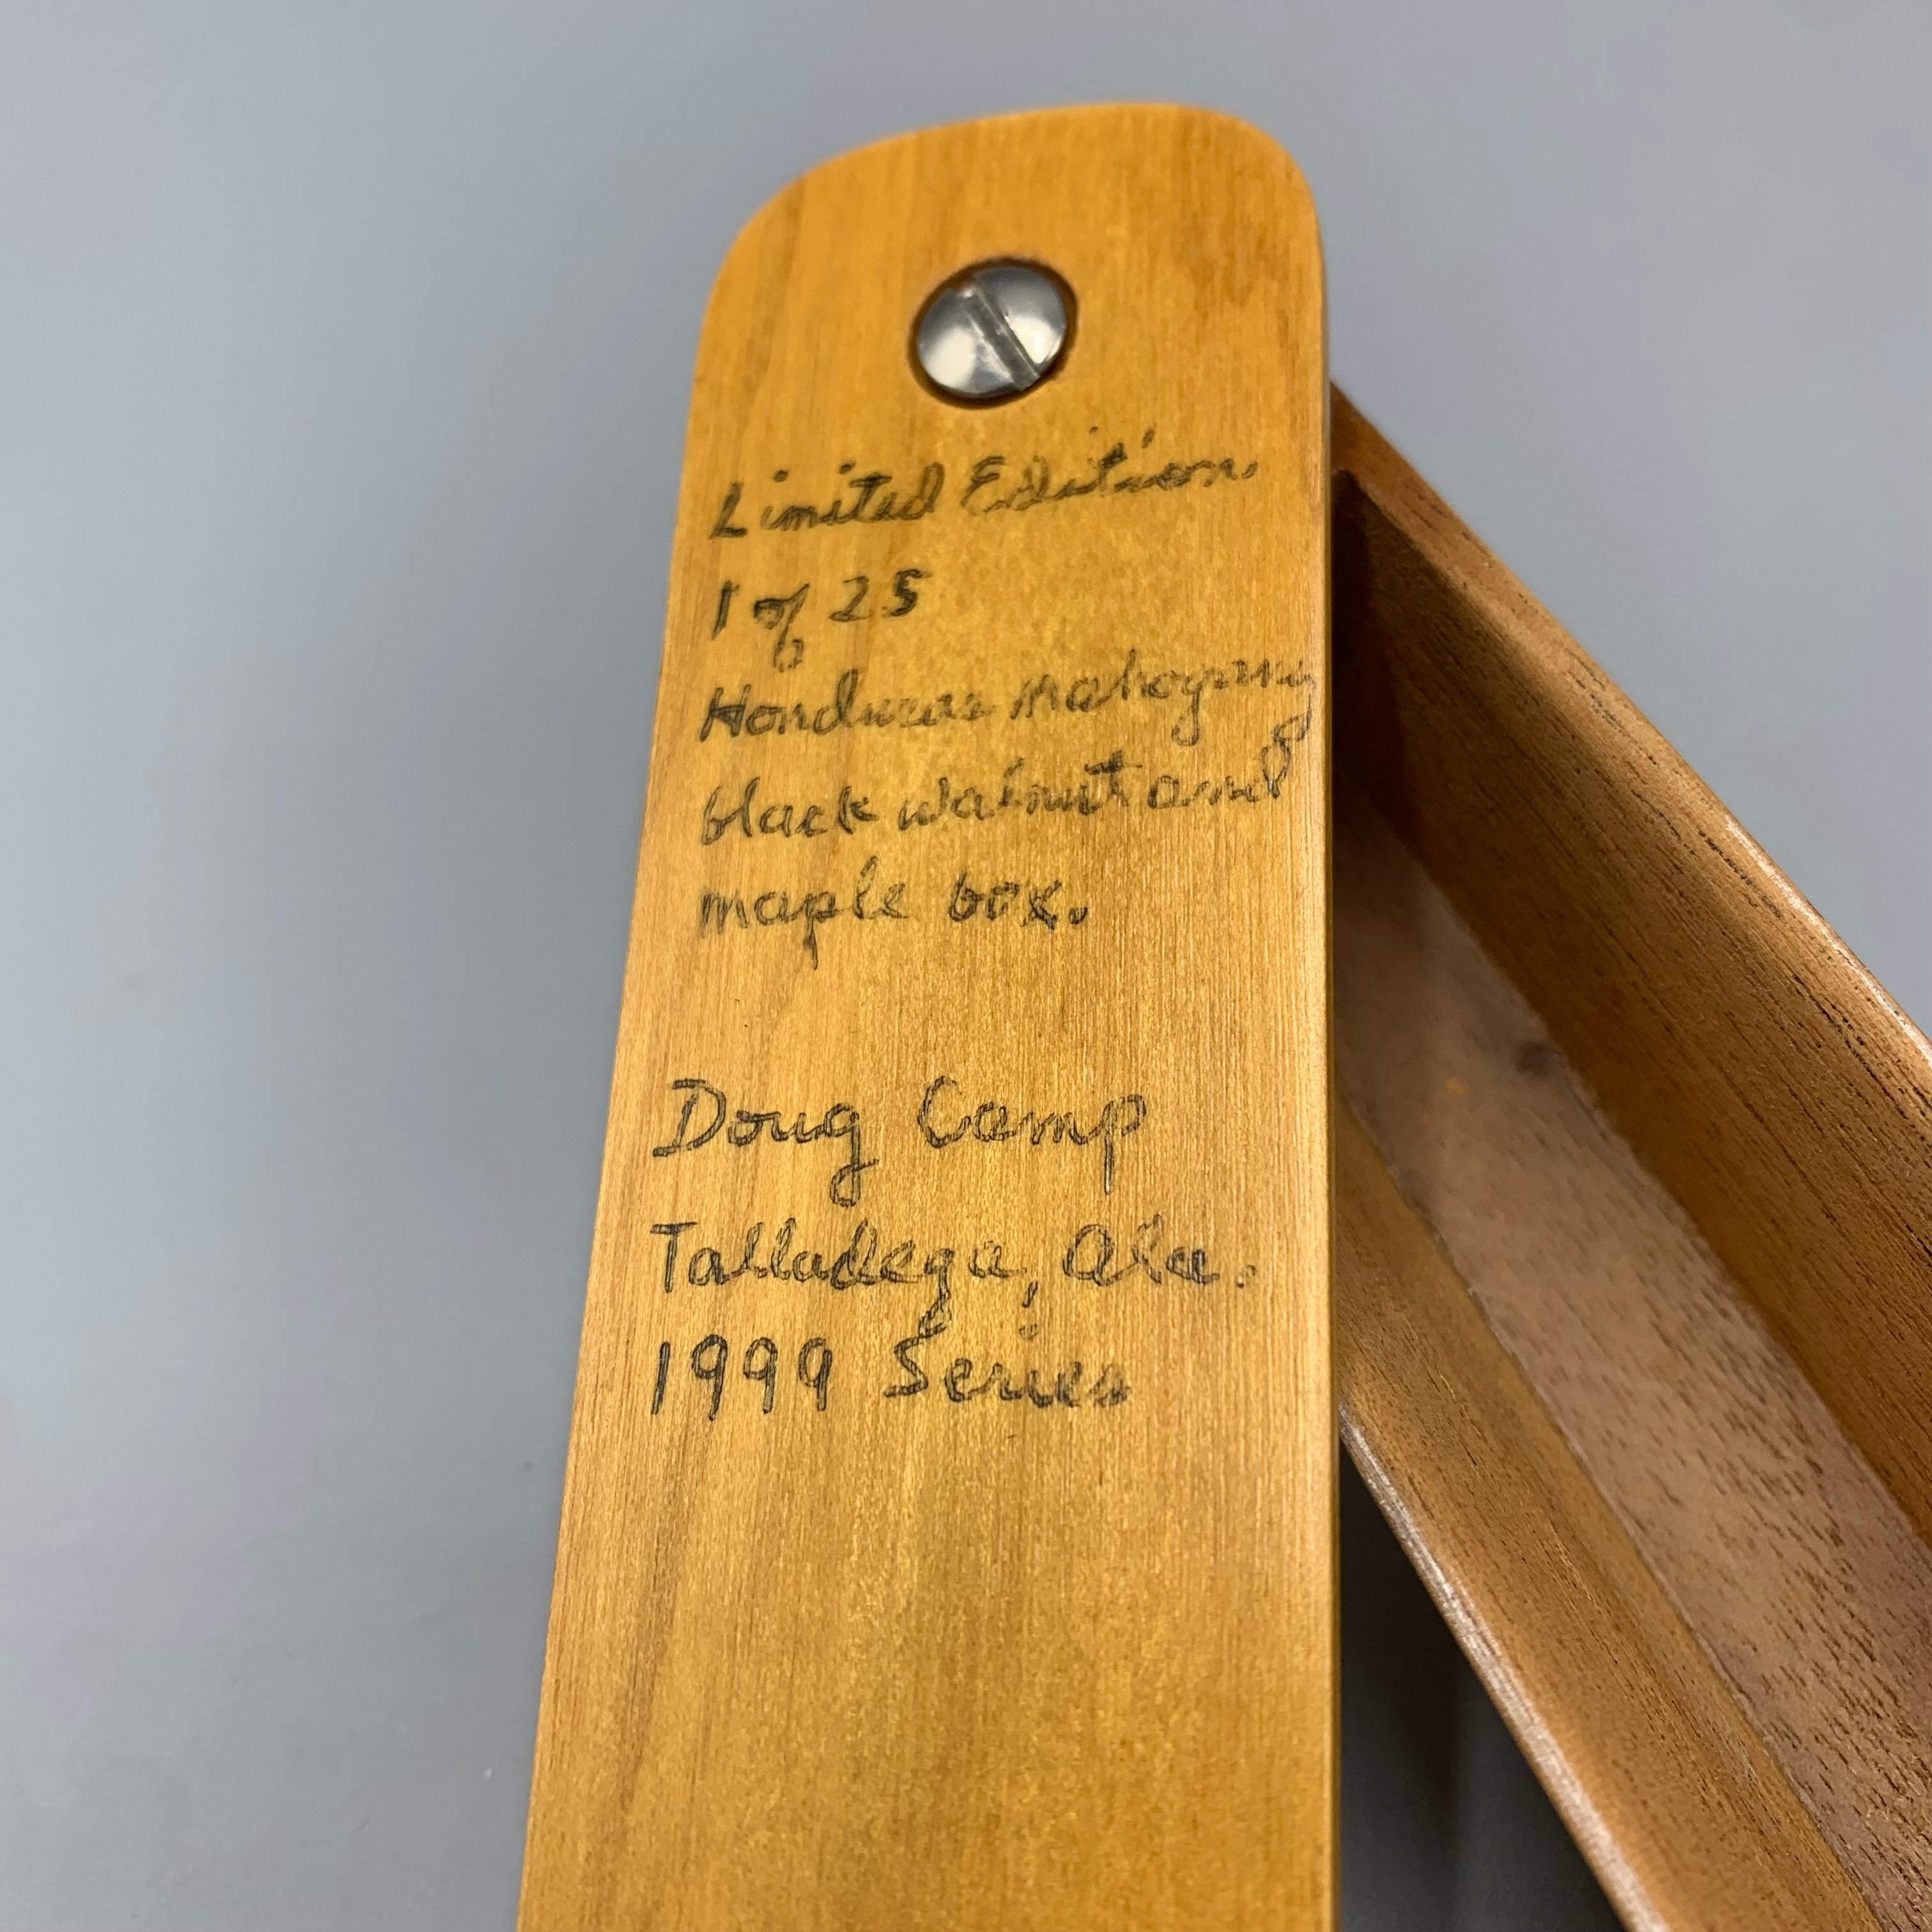 Limited Edition
1 of 25
Honduras mahogany
black walnut and
maple box.
Doug Camp
Talladega, Ala.
1999 Series